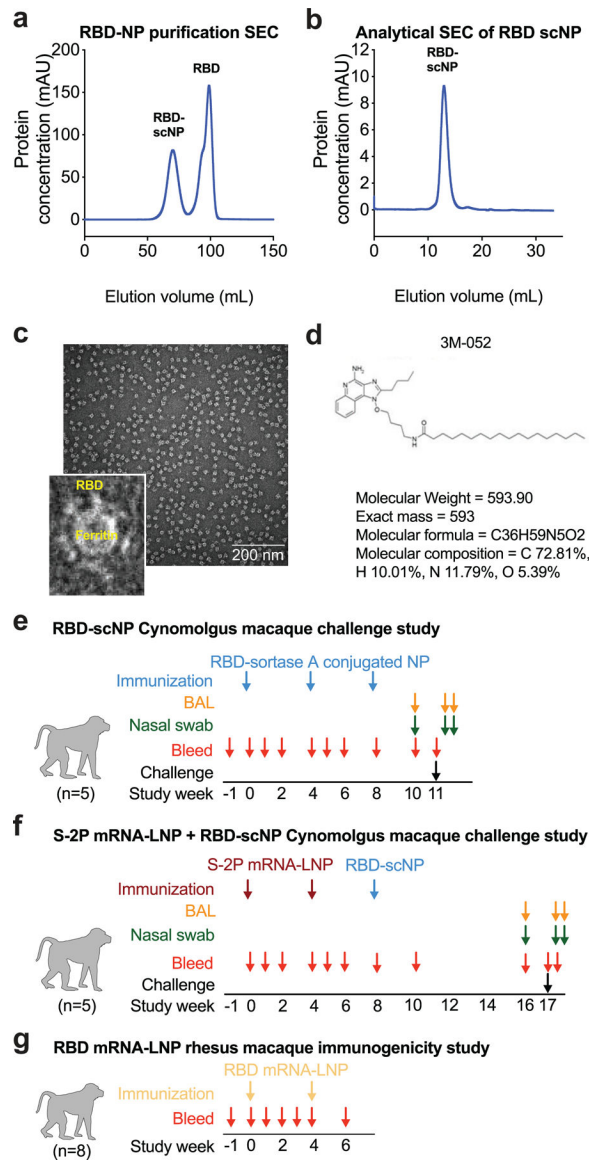 a
RBD-NP purification SEC
Protein
concentration (mAU)
200
150
100
50
0
RBD-
scNP
RBD
0 50 100 150
Elution volume (mL)
b
Analytical SEC of RBD scNP
Protein
concentration (mAU)
12
10
8
6
4
2
0
RBD-
scNP
0 10 20 30
Elution volume (mL)
c
RBD
Ferritin
200 nm
d
3M-052
NH2
N
N
N
O
N
H
O
Molecular Weight = 593.90
Exact mass = 593
Molecular formula = C36H59N5O2
Molecular composition = C 72.81%,
H 10.01%, N 11.79%, O 5.39%
e RBD-scNP Cynomolgus macaque challenge study
RBD-sortase A conjugated NP
Immunization
BAL
Nasal swab
Bleed
Challenge
(n=5)
Study week -1 0 2 4 6 8 10 11
f S-2P mRNA-LNP + RBD-scNP Cynomolgus macaque challenge study
S-2P mRNA-LNP RBD-scNP
Immunization
BAL
Nasal swab
Bleed
Challenge
(n=5)
Study week -1 0 2 4 6 8 10 12 14 16 17
g RBD mRNA-LNP rhesus macaque immunogenicity study
RBD mRNA-LNP
Immunization
Bleed
(n=8)
Study week -1 0 2 4 6